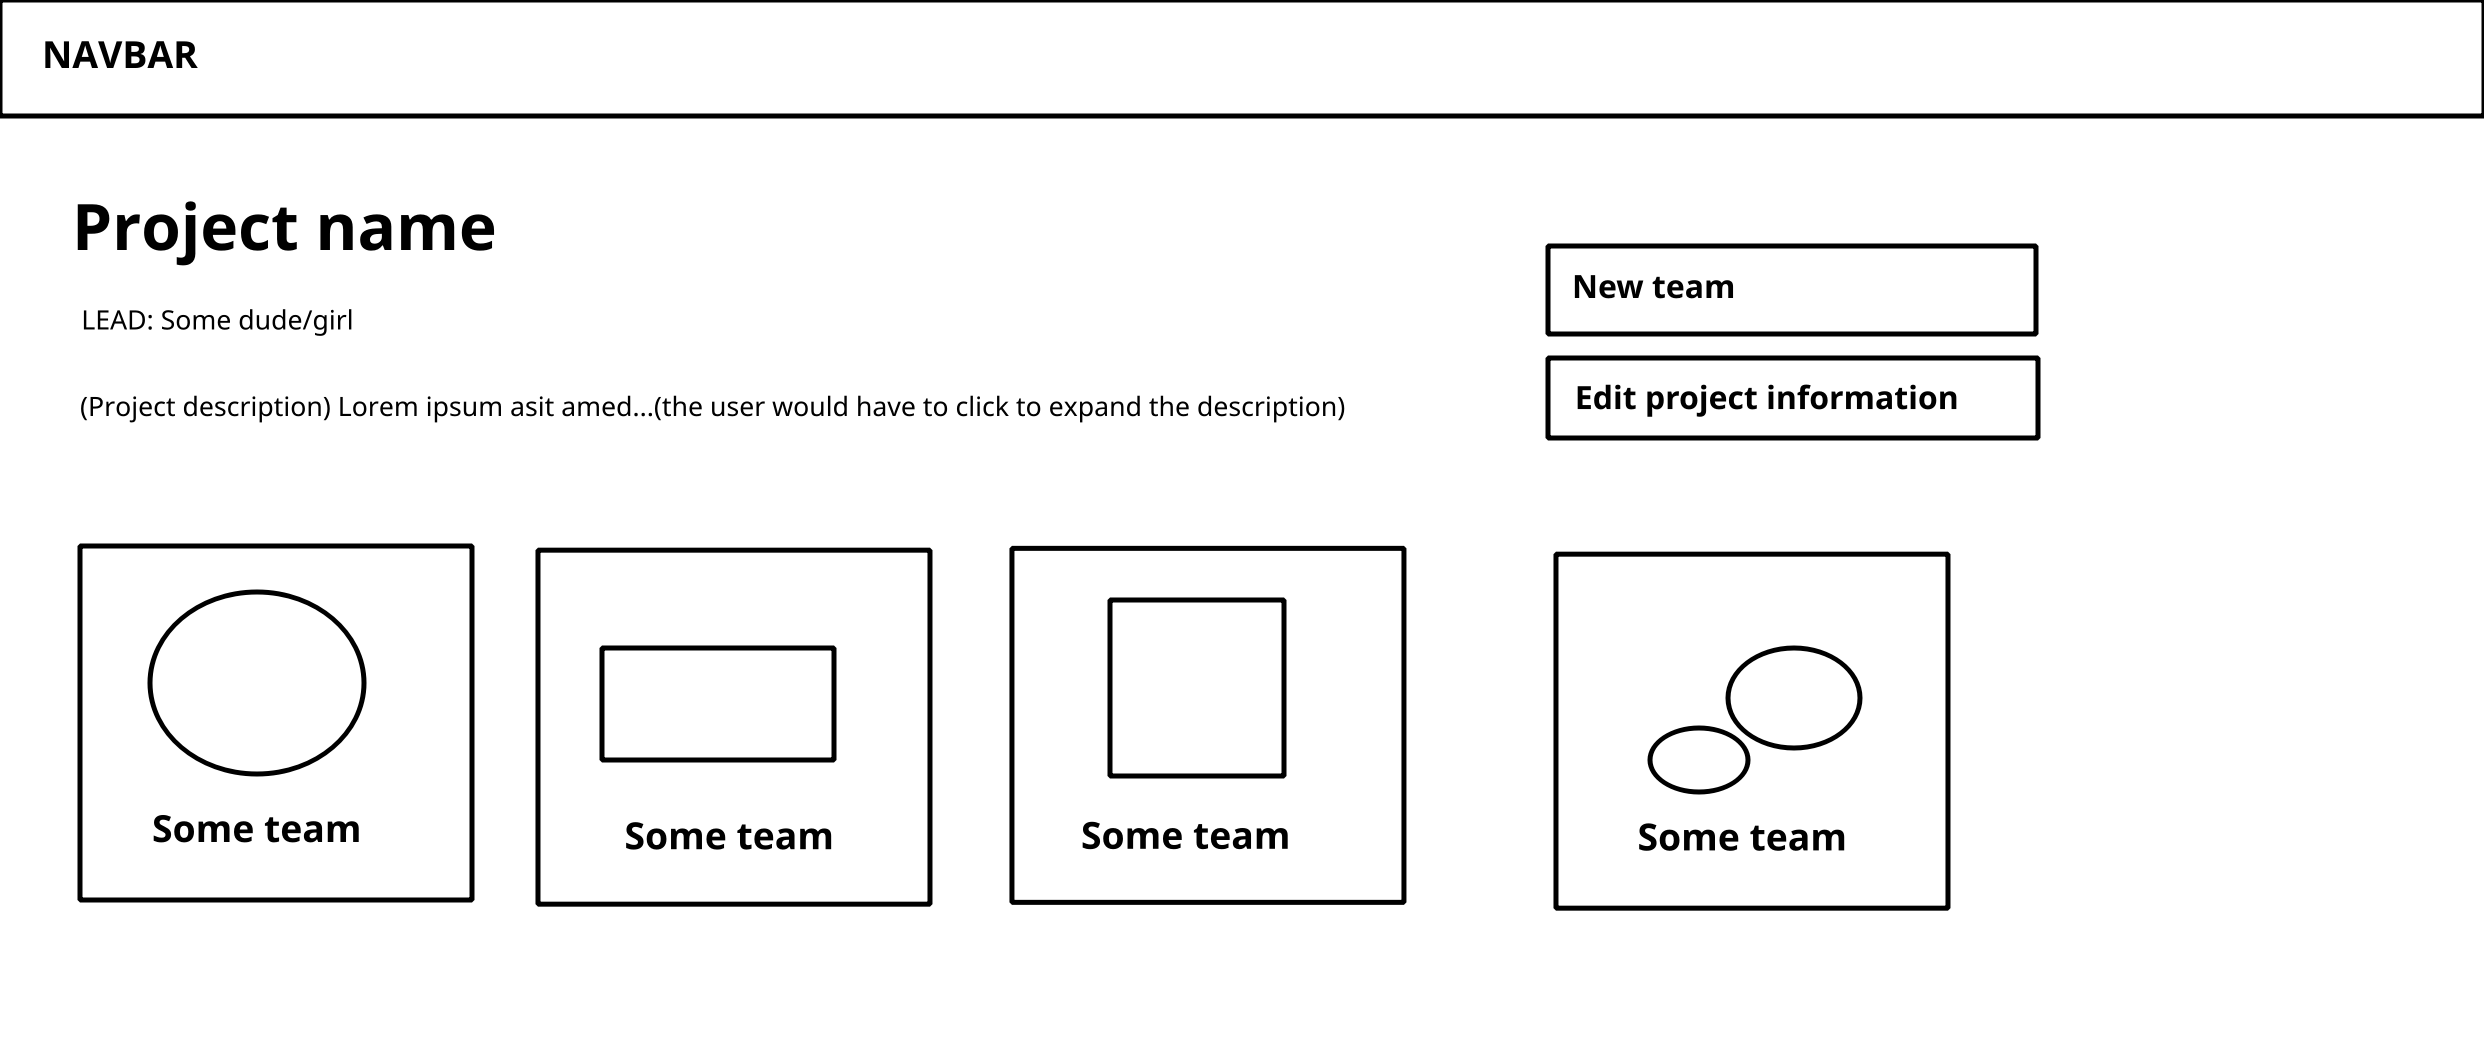 NAVBAR
Project name
LEAD: Some dude/girl
(Project description) Lorem ipsum asit amed...(the user would have to click to expand the description)
New team
Edit project information
Some team
Some team
Some team
Some team